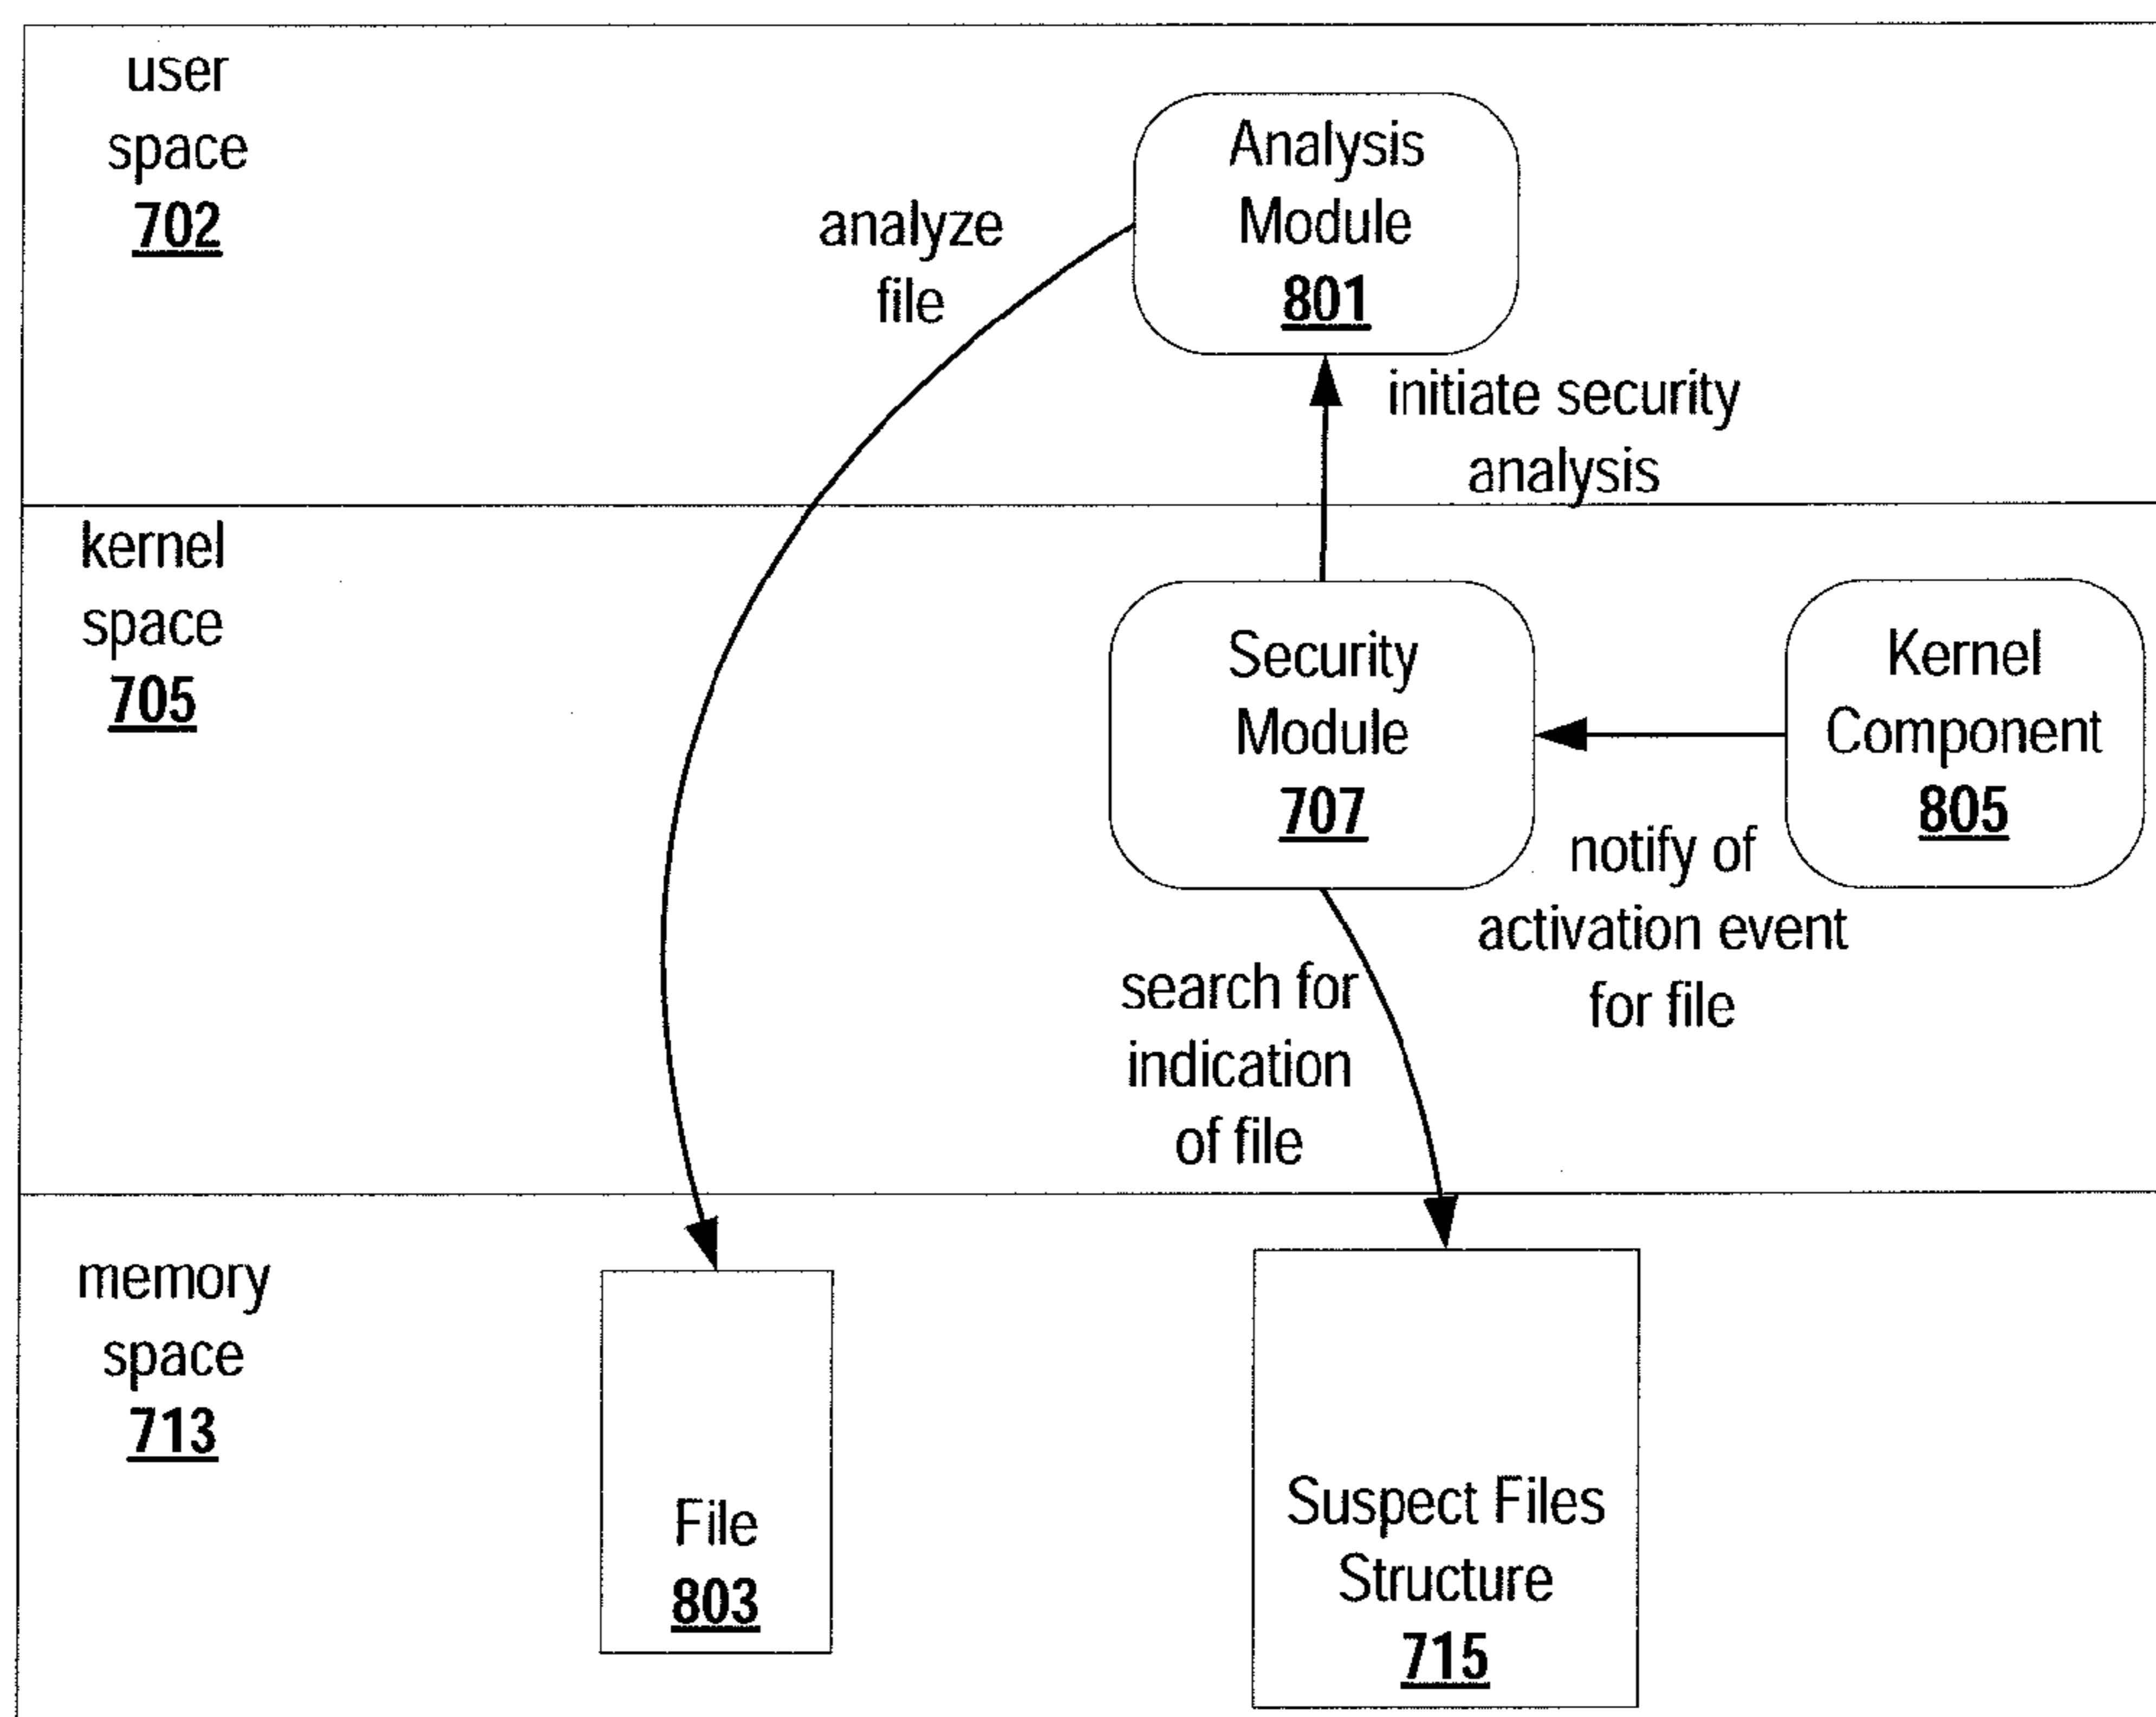 user
space
702
analyze
file
Analysis
Module
801
initiate security
analysis
kernel
space
705
Security
Module
707
Kernel
Component
805
notify of
activation event
for file
search for
indication
of file
memory
space
713
File
803
Suspect Files
Structure
715